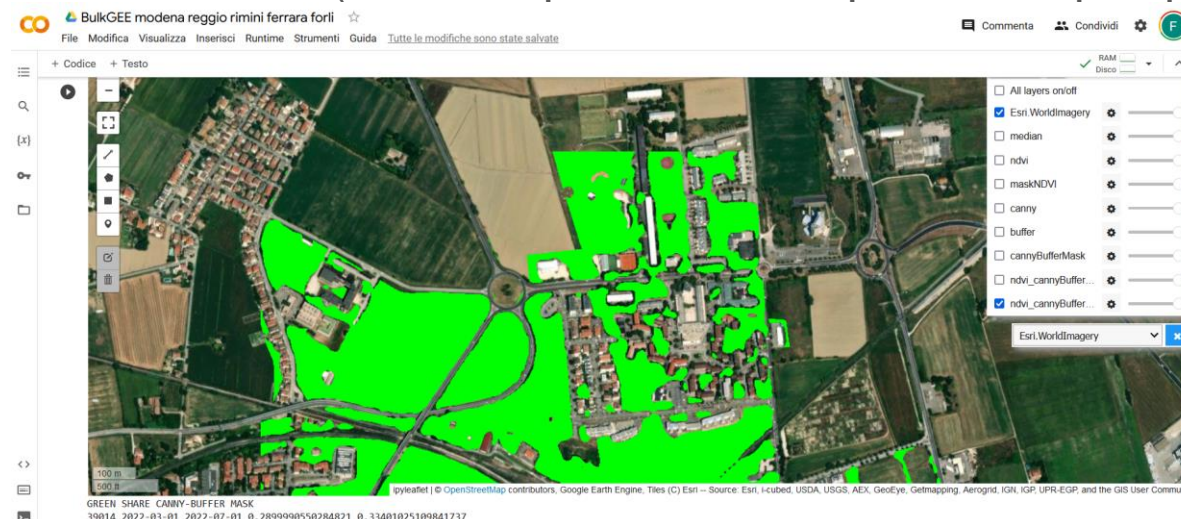 BulkGEE modena reggio rimini ferrara forli
Commenta
Condividi
F
File Modifica Visualizza Inserisci Runtime Strumenti Guida Tutte le modifiche sono state salvate
+ Codice + Testo
RAM
Disco
All layers on/off
Esri.WorldImagery
median
ndvi
maskNDVI
canny
buffer
cannyBufferMask
ndvi_cannyBuffer...
ndvi_cannyBuffer...
Esri.WorldImagery
100 m
500 ft
ipyleaflet | © OpenStreetMap contributors, Google Earth Engine, Tiles (C) Esri -- Source: Esri, i-cubed, USDA, USGS, AEX, GeoEye, Getmapping, Aerogrid, IGN, IGP, UPR-EGP, and the GIS User Commu
GREEN SHARE CANNY-BUFFER MASK
39014 2022-03-01 2022-07-01 0.2899990550284821 0.33401025109841737